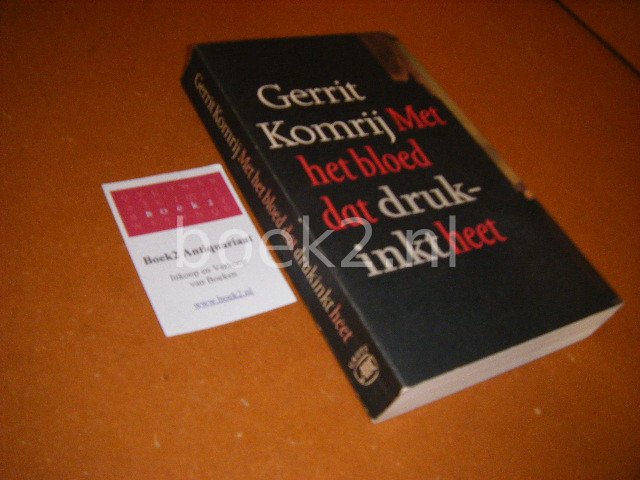 Gerrit
Komrij Met
het bloed
dat druk-
inkt heet
Gerrit Komrij Met het bloed dat drukinkt heet
Boek2
Boek2 Antiquariaat
Inkoop en Verkoop
van Boeken
www.boek2.nl
boek2.nl